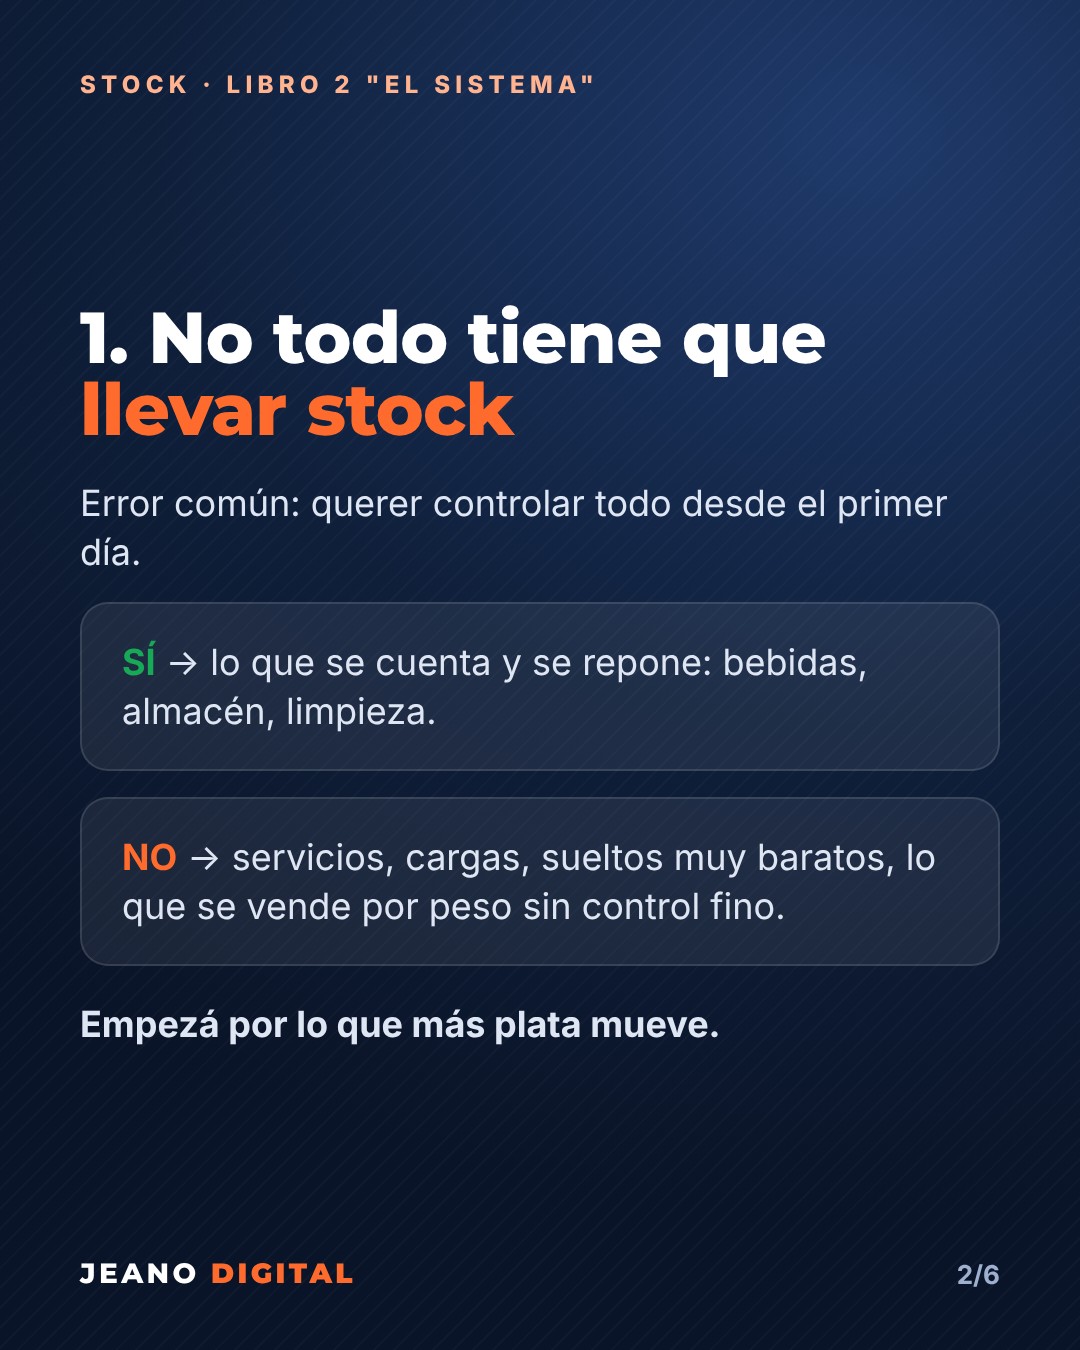 STOCK · LIBRO 2 "EL SISTEMA"
1. No todo tiene que
llevar stock
Error común: querer controlar todo desde el primer
día.
SÍ → lo que se cuenta y se repone: bebidas,
almacén, limpieza.
NO → servicios, cargas, sueltos muy baratos, lo
que se vende por peso sin control fino.
Empezá por lo que más plata mueve.
JEANO DIGITAL
2/6